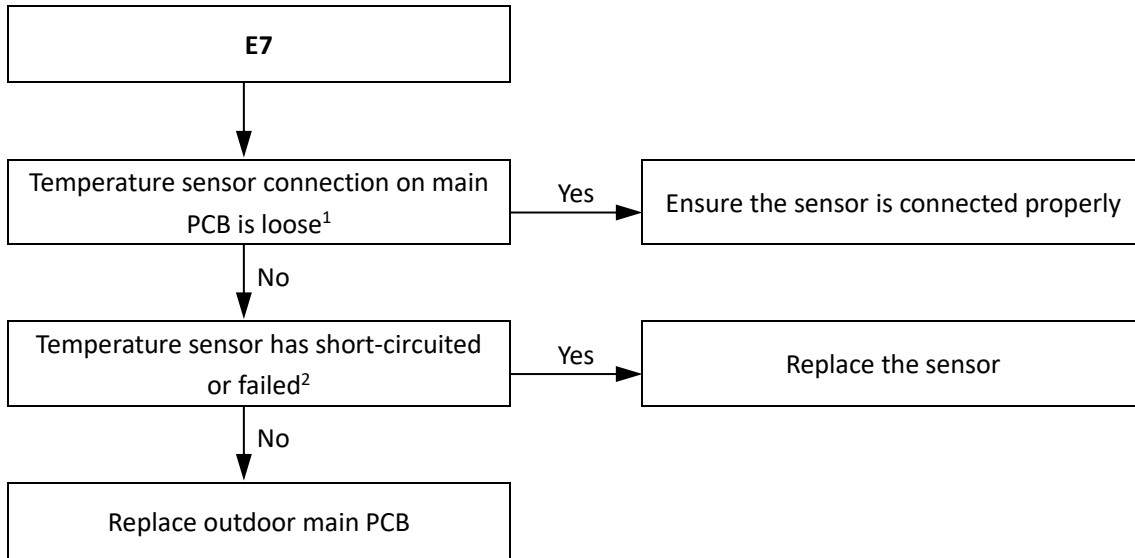 E7
Temperature sensor connection on main
PCB is loose¹
Yes
Ensure the sensor is connected properly
No
Temperature sensor has short-circuited
or failed²
Yes
Replace the sensor
No
Replace outdoor main PCB